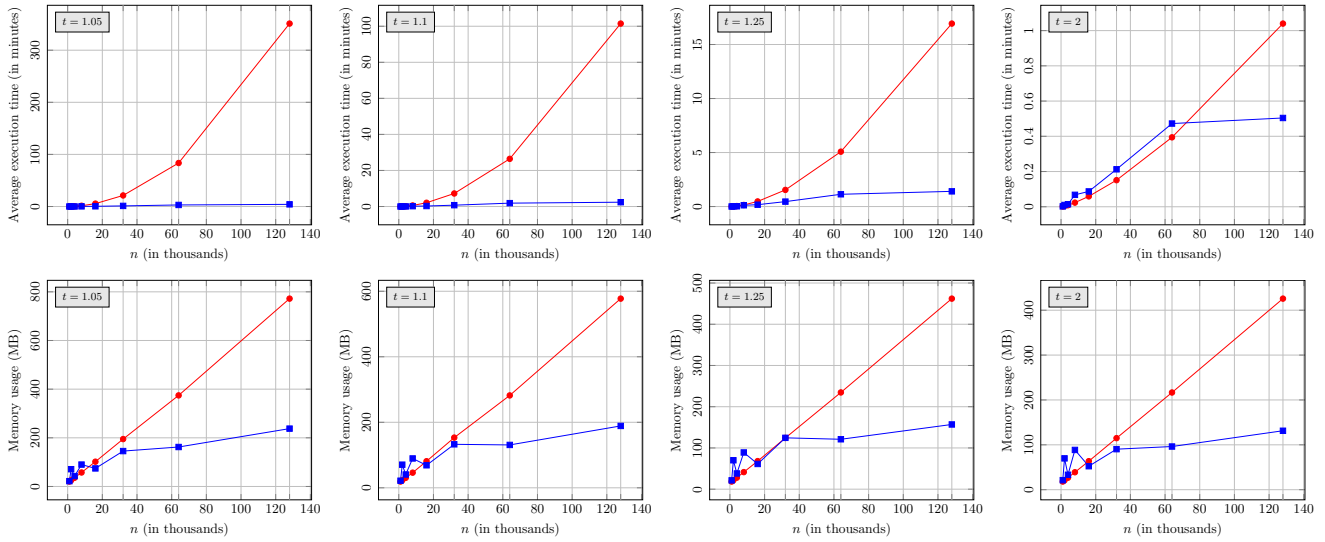 t = 1.05
Average execution time (in minutes)
0
100
200
300
0 20 40 60 80 100 120 140
n (in thousands)
t = 1.1
Average execution time (in minutes)
0
20
40
60
80
100
0 20 40 60 80 100 120 140
n (in thousands)
t = 1.25
Average execution time (in minutes)
0
5
10
15
0 20 40 60 80 100 120 140
n (in thousands)
t = 2
Average execution time (in minutes)
0
0.2
0.4
0.6
0.8
1
0 20 40 60 80 100 120 140
n (in thousands)
t = 1.05
Memory usage (MB)
0
200
400
600
800
0 20 40 60 80 100 120 140
n (in thousands)
t = 1.1
Memory usage (MB)
0
200
400
600
0 20 40 60 80 100 120 140
n (in thousands)
t = 1.25
Memory usage (MB)
0
100
200
300
400
500
0 20 40 60 80 100 120 140
n (in thousands)
t = 2
Memory usage (MB)
0
100
200
300
400
0 20 40 60 80 100 120 140
n (in thousands)